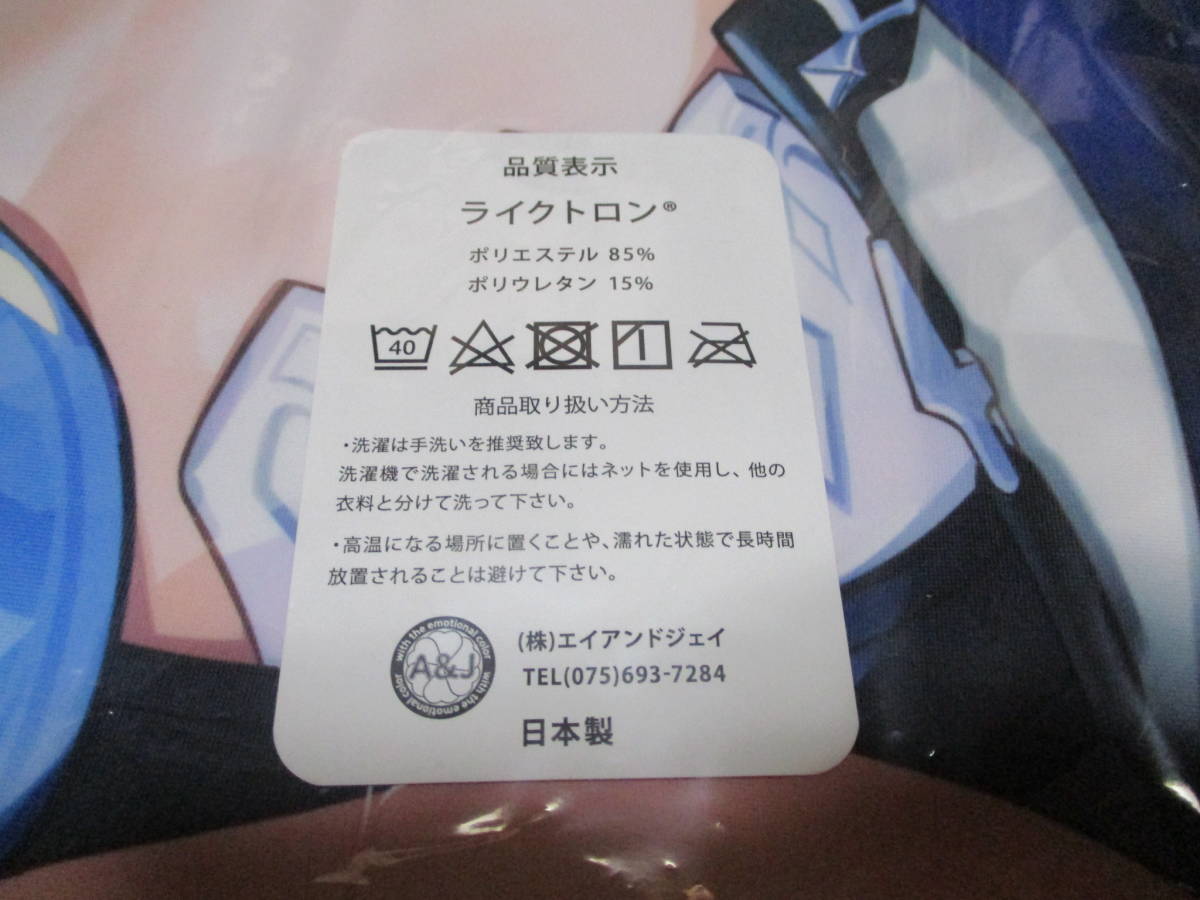 品質表示
ライクトロン®
ポリエステル 85%
ポリウレタン 15%
40
商品取り扱い方法
・洗濯は手洗いを推奨致します。
洗濯機で洗濯される場合にはネットを使用し、他の
衣料と分けて洗って下さい。
・高温になる場所に置くことや、濡れた状態で長時間
放置されることは避けて下さい。
with the emotional color
A&J
with the emotional color
(株)エイアンドジェイ
TEL(075)693-7284
日本製